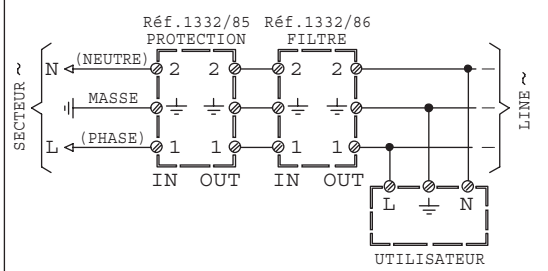 Réf.1332/85 Réf.1332/86
PROTECTION FILTRE
SECTEUR ~
N (NEUTRE) 2 2 2 2
MASSE
L (PHASE) 1 1 1 1
IN OUT IN OUT
LINE ~
L N
UTILISATEUR